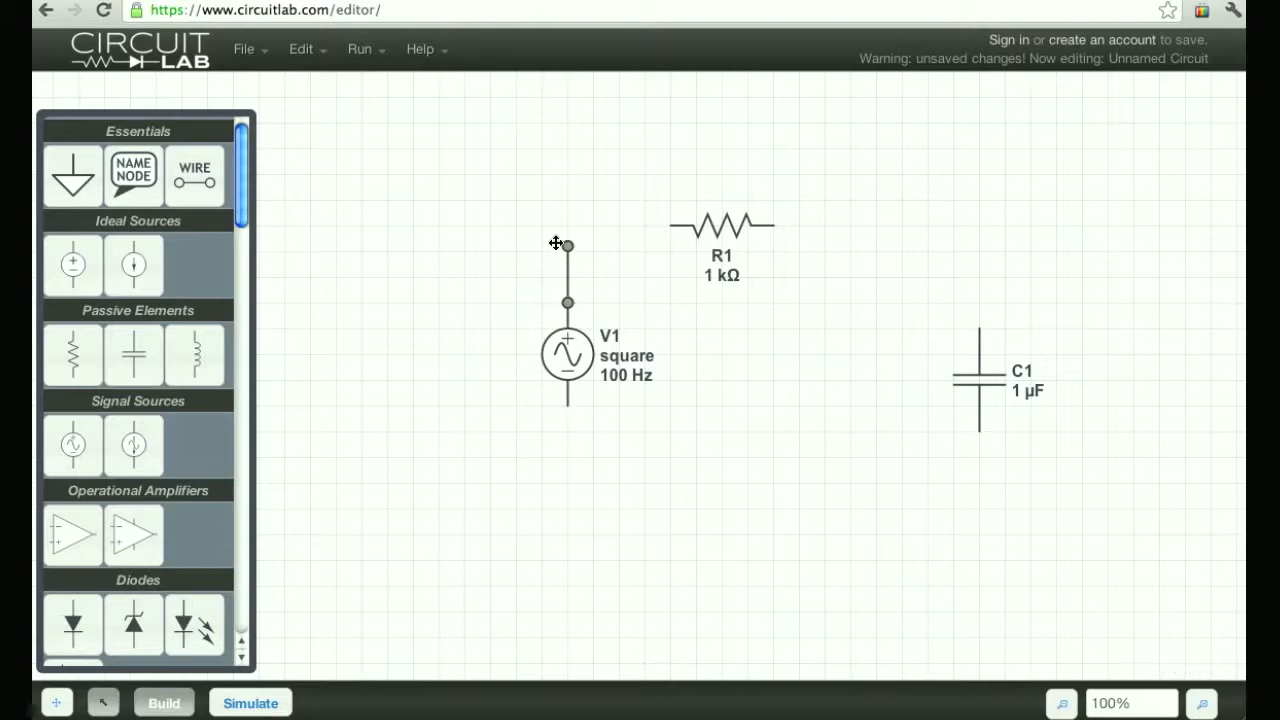 https://www.circuitlab.com/editor/
CIRCUIT
LAB
File
Edit
Run
Help
Sign in or create an account to save.
Warning: unsaved changes! Now editing: Unnamed Circuit
Essentials
NAME
NODE
WIRE
Ideal Sources
Passive Elements
Signal Sources
Operational Amplifiers
Diodes
R1
1 kΩ
V1
square
100 Hz
C1
1 µF
Build
Simulate
100%